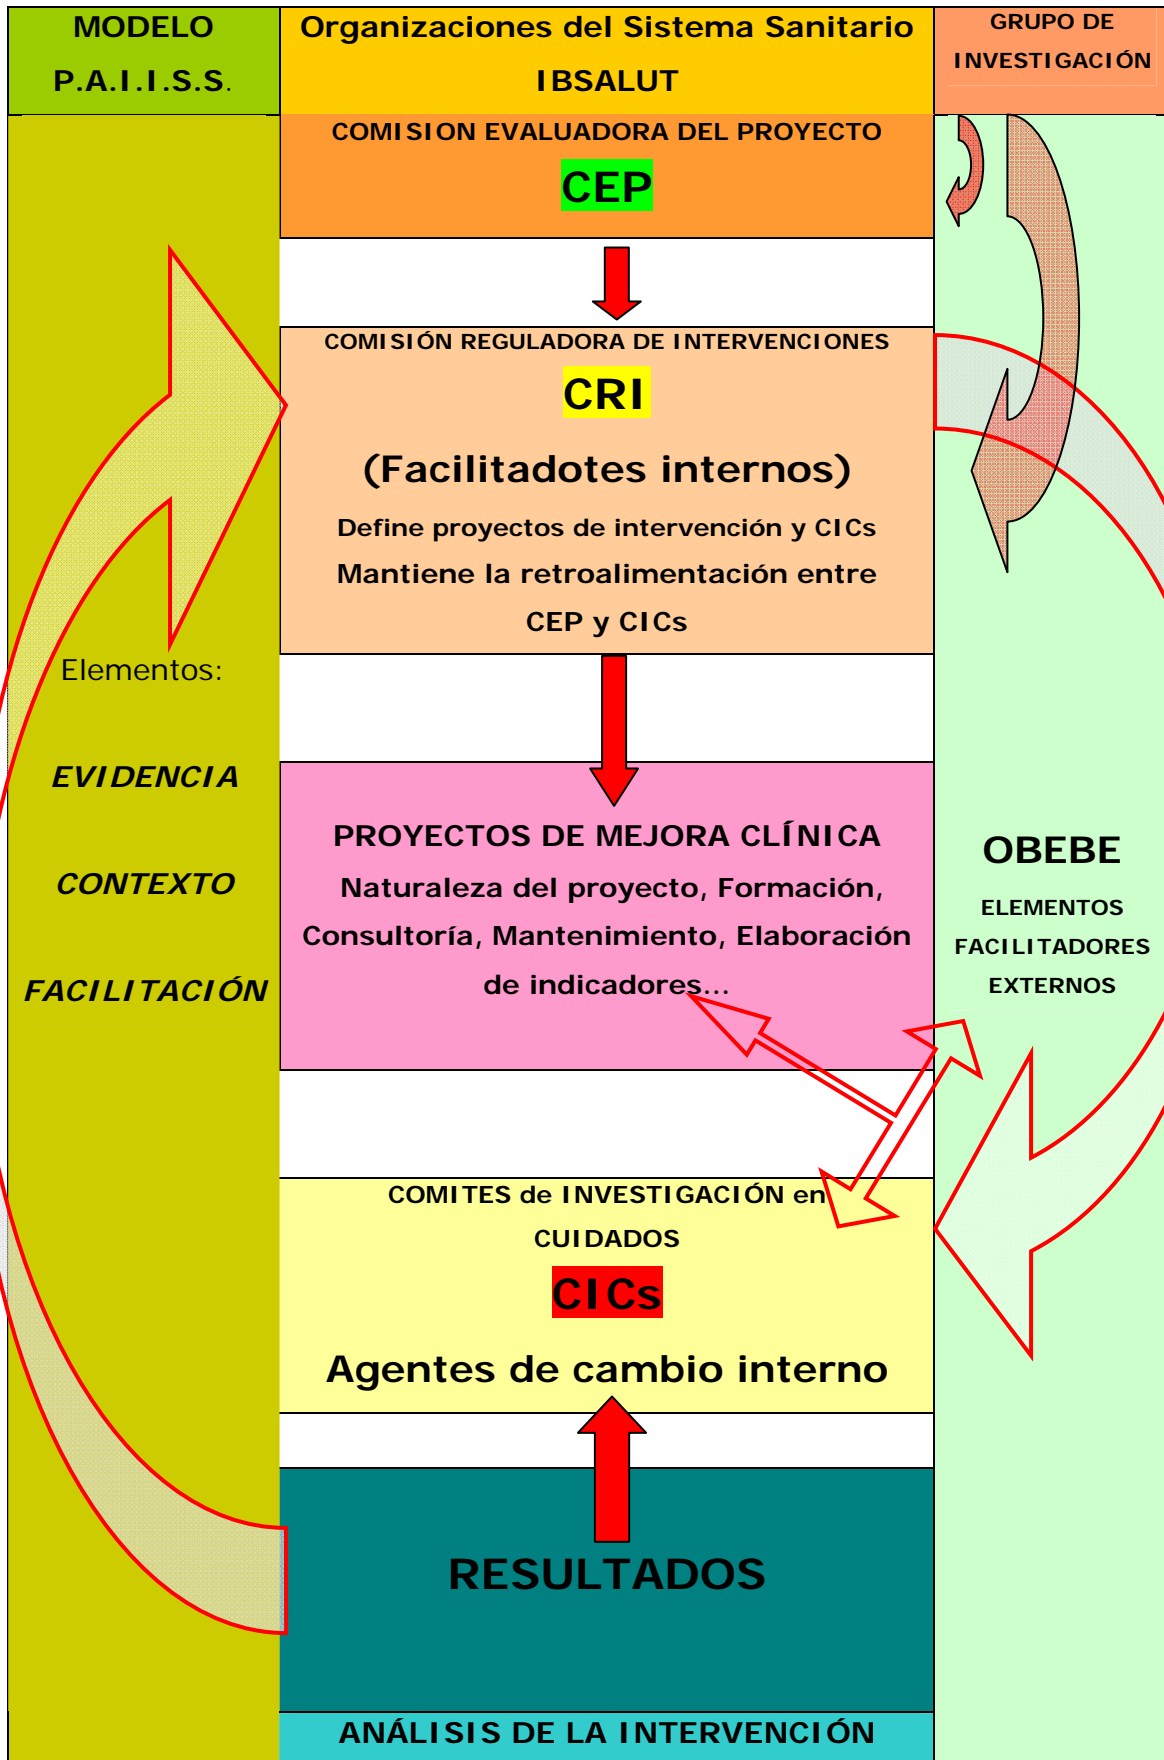 MODELO
P.A.I.I.S.S.
Organizaciones del Sistema Sanitario
IBSALUT
GRUPO DE
INVESTIGACIÓN
COMISION EVALUADORA DEL PROYECTO
CEP
COMISIÓN REGULADORA DE INTERVENCIONES
CRI
(Facilitadotes internos)
Define proyectos de intervención y CICs
Mantiene la retroalimentación entre
CEP y CICs
Elementos:
EVIDENCIA
CONTEXTO
FACILITACIÓN
PROYECTOS DE MEJORA CLÍNICA
Naturaleza del proyecto, Formación,
Consultoría, Mantenimiento, Elaboración
de indicadores...
OBEBE
ELEMENTOS
FACILITADORES
EXTERNOS
COMITES de INVESTIGACIÓN en
CUIDADOS
CICs
Agentes de cambio interno
RESULTADOS
ANÁLISIS DE LA INTERVENCIÓN